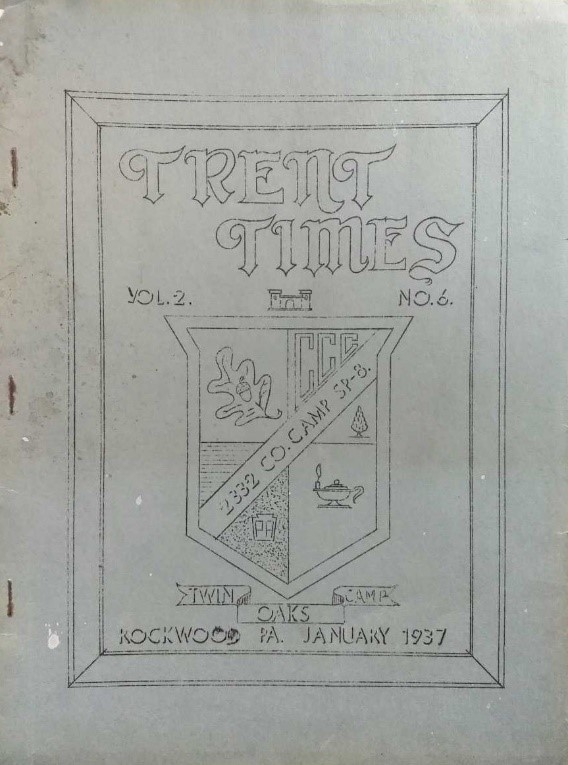 TRENT
TIMES
VOL.2. NO.6.
CCC
2332 CO. CAMP SP-8.
PA
TWIN OAKS CAMP
ROCKWOOD PA. JANUARY 1937